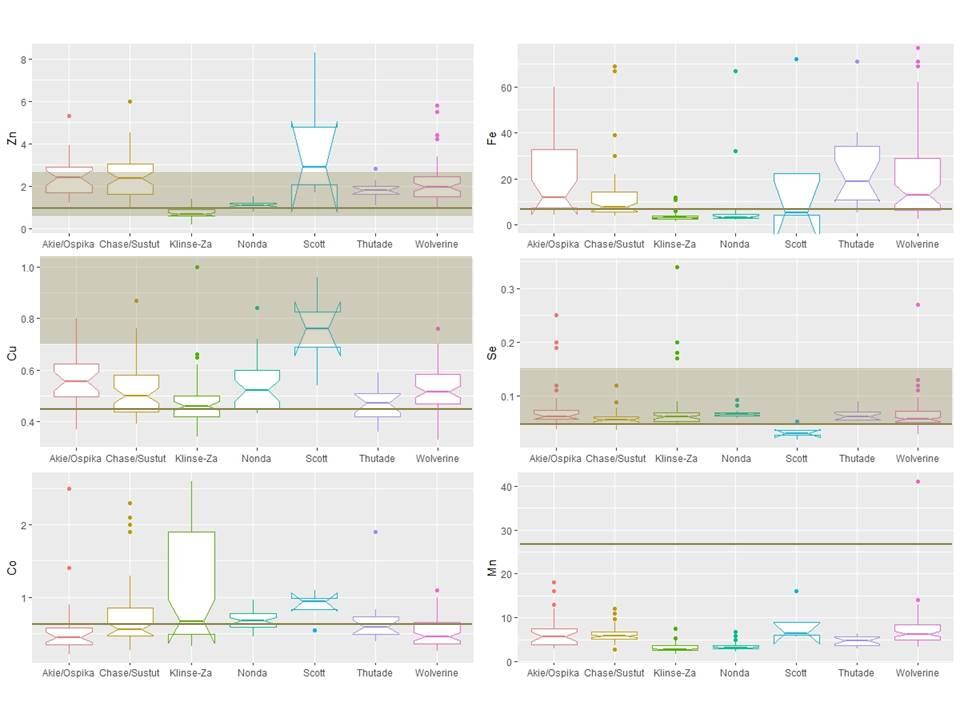 Zn
8
6
4
2
0
Akie/Ospika Chase/Sustut Klinse-Za Nonda Scott Thutade Wolverine
Fe
60
40
20
0
Akie/Ospika Chase/Sustut Klinse-Za Nonda Scott Thutade Wolverine
Cu
1.0
0.8
0.6
0.4
Akie/Ospika Chase/Sustut Klinse-Za Nonda Scott Thutade Wolverine
Se
0.3
0.2
0.1
Akie/Ospika Chase/Sustut Klinse-Za Nonda Scott Thutade Wolverine
Co
2
1
Akie/Ospika Chase/Sustut Klinse-Za Nonda Scott Thutade Wolverine
Mn
40
30
20
10
0
Akie/Ospika Chase/Sustut Klinse-Za Nonda Scott Thutade Wolverine